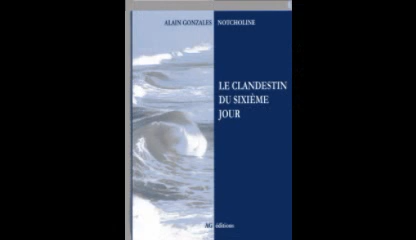 ALAIN GONZALES NOTCHOLINE
LE CLANDESTIN
DU SIXIÈME
JOUR
AG éditions